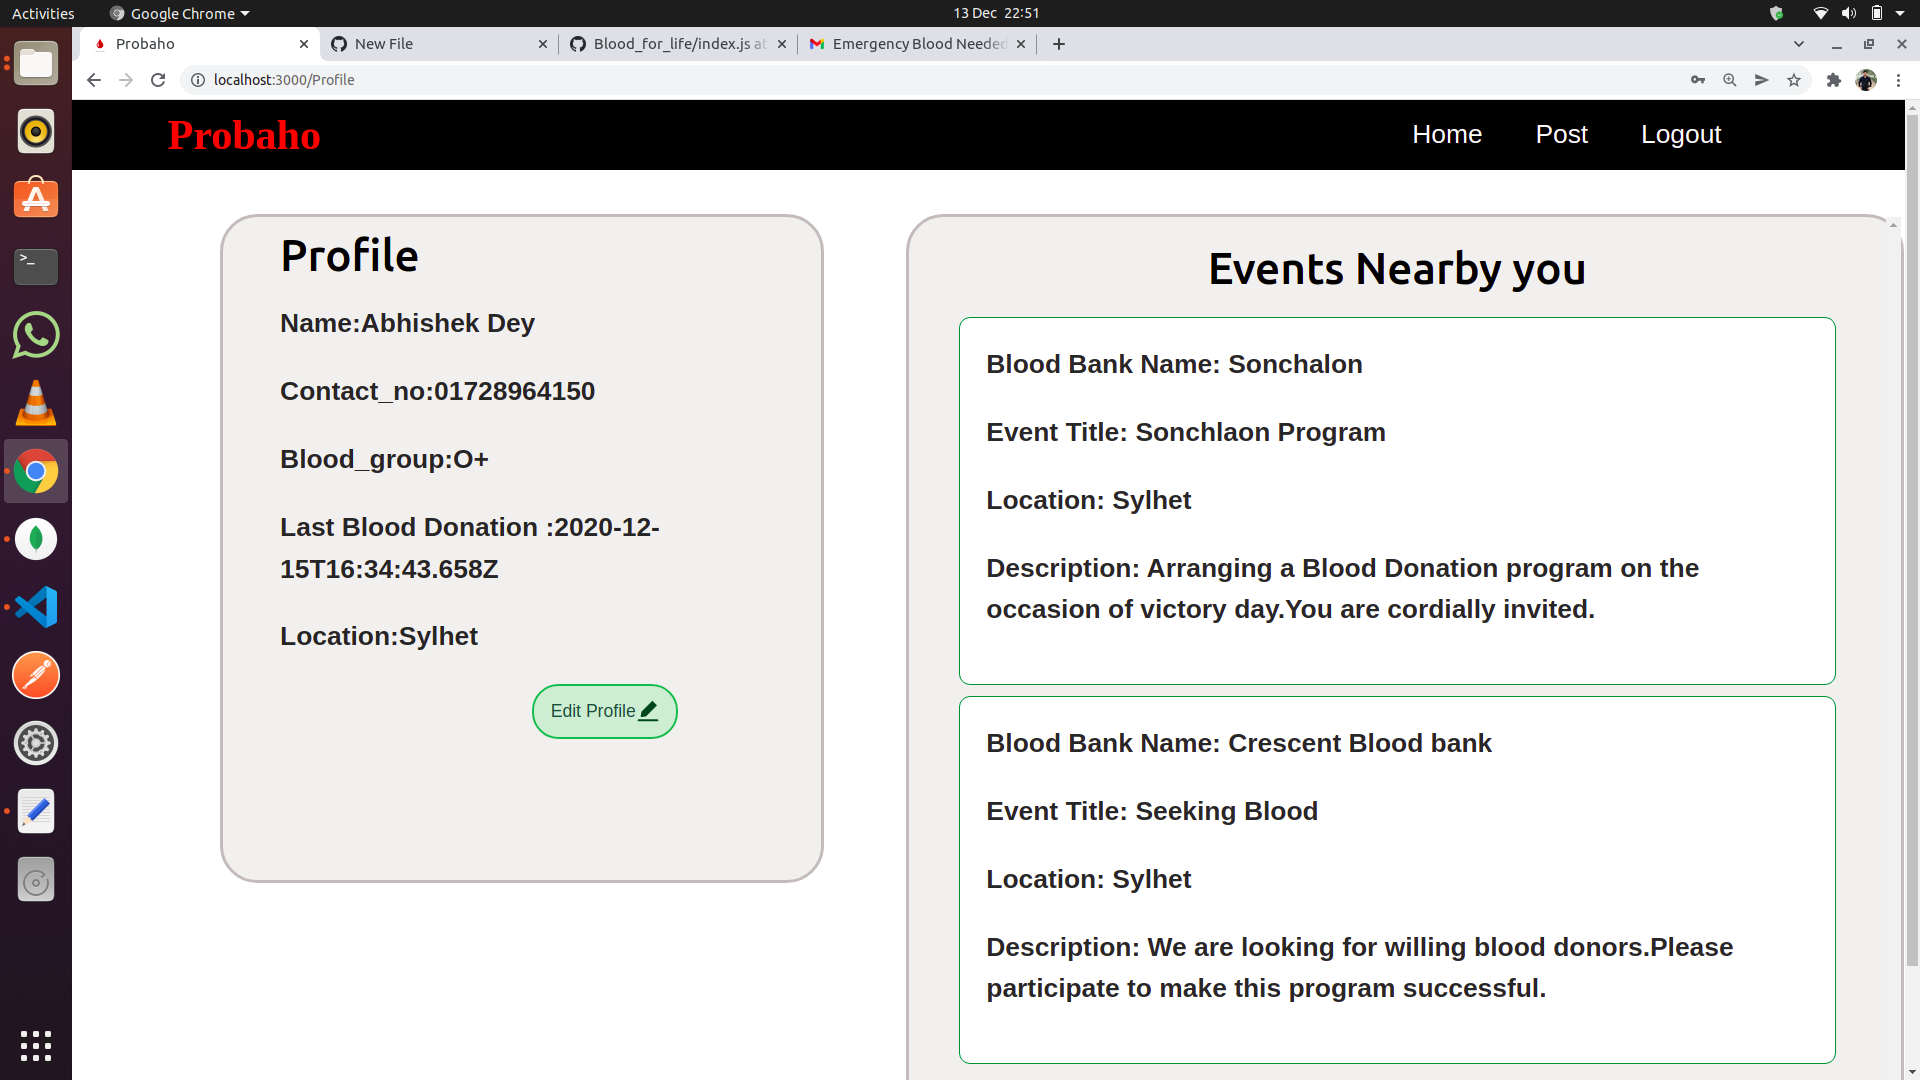 Activities
Google Chrome
13 Dec 22:51
Probaho
New File
Blood_for_life/index.js at
Emergency Blood Needed
localhost:3000/Profile
Probaho
Home
Post
Logout
Profile
Name:Abhishek Dey
Contact_no:01728964150
Blood_group:O+
Last Blood Donation :2020-12-
15T16:34:43.658Z
Location:Sylhet
Edit Profile
Events Nearby you
Blood Bank Name: Sonchalon
Event Title: Sonchlaon Program
Location: Sylhet
Description: Arranging a Blood Donation program on the
occasion of victory day.You are cordially invited.
Blood Bank Name: Crescent Blood bank
Event Title: Seeking Blood
Location: Sylhet
Description: We are looking for willing blood donors.Please
participate to make this program successful.